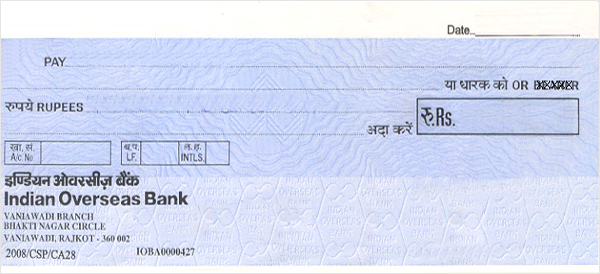 Date
PAY
या धारक को OR BEARER
रुपये RUPEES
अदा करें रु.Rs.
खा. सं. ब.पृ. ल.ह.
A/c No LF. INTLS.
इण्डियन ओवरसीज़ बैंक
Indian Overseas Bank
VANIAWADI BRANCH
BHAKTI NAGAR CIRCLE
VANIAWADI, RAJKOT - 360 002
2008/CSP/CA28 IOBA0000427